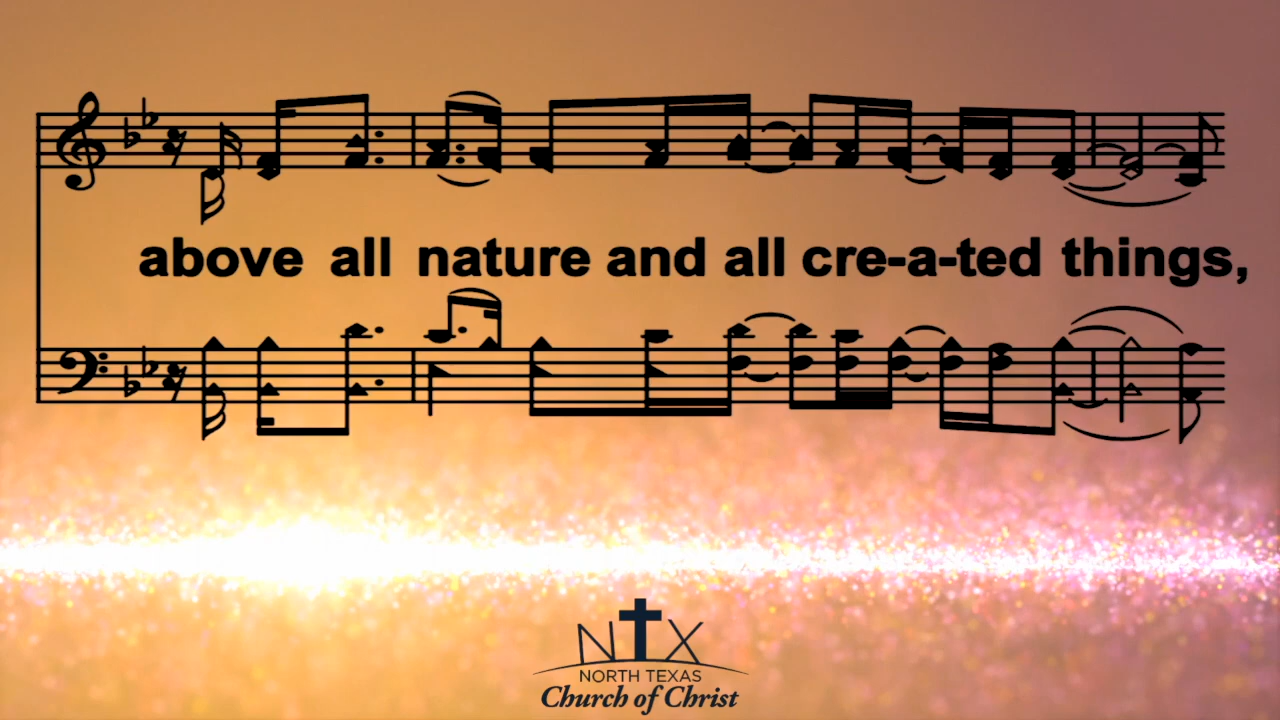 above all nature and all cre-a-ted things,
NTX
NORTH TEXAS
Church of Christ